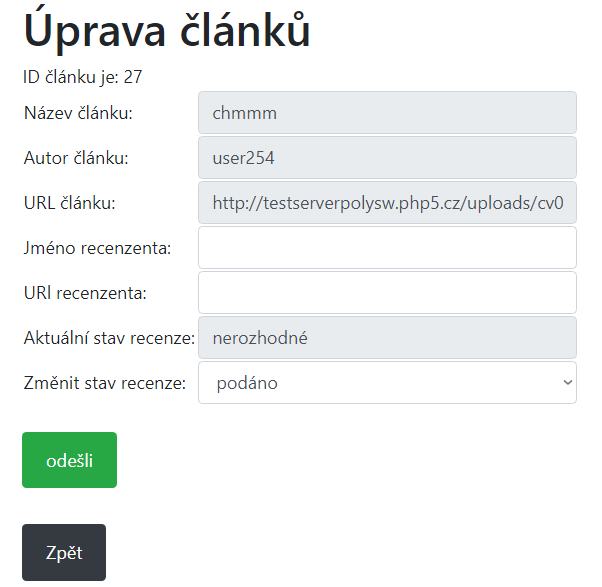 Úprava článků
ID článku je: 27
Název článku: chmmm
Autor článku: user254
URL článku: http://testserverpolysw.php5.cz/uploads/cv0
Jméno recenzenta:
URl recenzenta:
Aktuální stav recenze: nerozhodné
Změnit stav recenze: podáno
odešli
Zpět